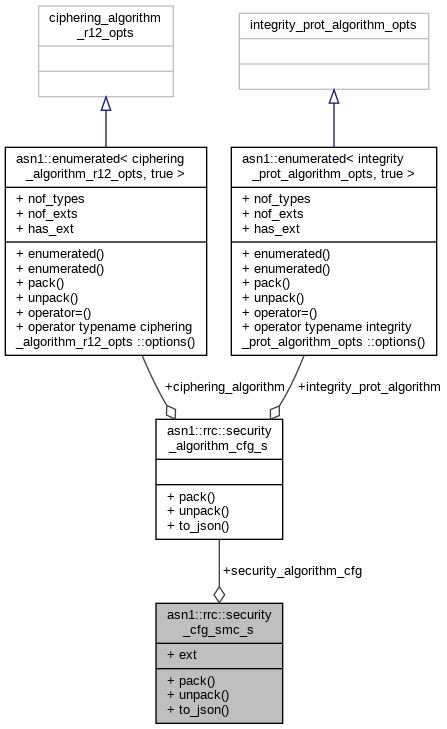 ciphering_algorithm
_r12_opts
integrity_prot_algorithm_opts
asn1::enumerated< ciphering
_algorithm_r12_opts, true >
+ nof_types
+ nof_exts
+ has_ext
+ enumerated()
+ enumerated()
+ pack()
+ unpack()
+ operator=()
+ operator typename ciphering
_algorithm_r12_opts ::options()
asn1::enumerated< integrity
_prot_algorithm_opts, true >
+ nof_types
+ nof_exts
+ has_ext
+ enumerated()
+ enumerated()
+ pack()
+ unpack()
+ operator=()
+ operator typename integrity
_prot_algorithm_opts ::options()
+ciphering_algorithm
+integrity_prot_algorithm
asn1::rrc::security
_algorithm_cfg_s
+ pack()
+ unpack()
+ to_json()
+security_algorithm_cfg
asn1::rrc::security
_cfg_smc_s
+ ext
+ pack()
+ unpack()
+ to_json()